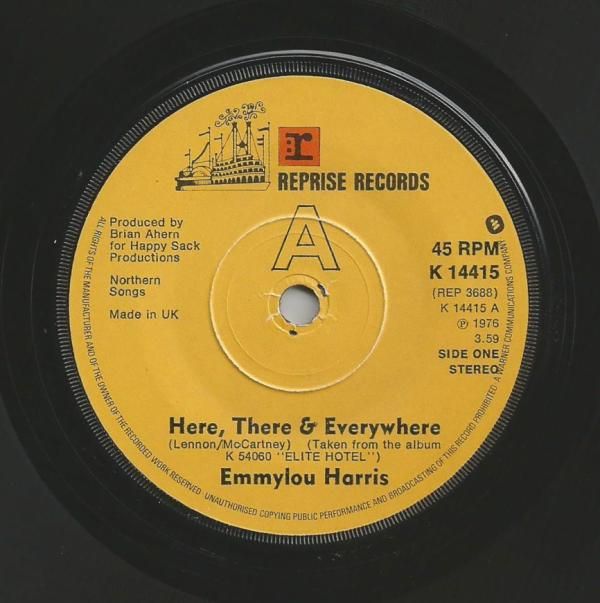 r
REPRISE RECORDS
A
Produced by
Brian Ahern
for Happy Sack
Productions
Northern
Songs
Made in UK
45 RPM
K 14415
(REP 3688)
K 14415 A
℗ 1976
3.59
SIDE ONE
STEREO
Here, There & Everywhere
(Lennon/McCartney) (Taken from the album
K 54060 "ELITE HOTEL")
Emmylou Harris
ALL RIGHTS OF THE MANUFACTURER AND OF THE OWNER OF THE RECORDED WORK RESERVED UNAUTHORISED COPYING PUBLIC PERFORMANCE AND BROADCASTING OF THIS RECORD PROHIBITED A WARNER COMMUNICATIONS COMPANY